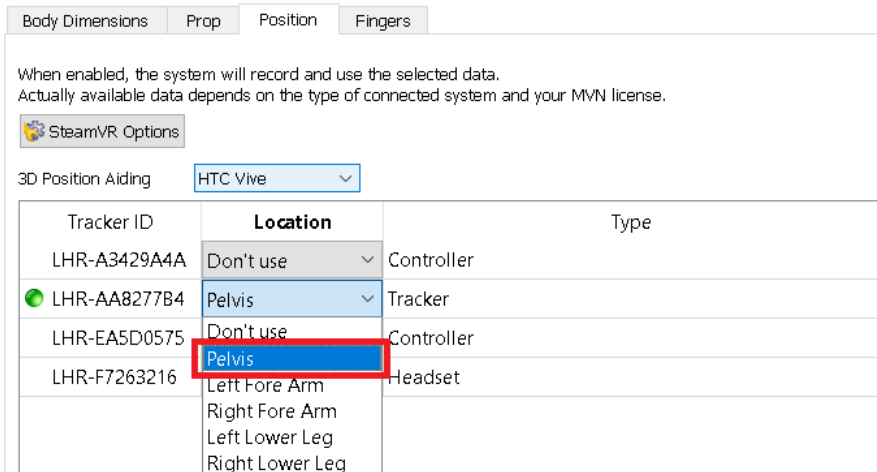 Body Dimensions Prop Position Fingers
When enabled, the system will record and use the selected data.
Actually available data depends on the type of connected system and your MVN license.
SteamVR Options
3D Position Aiding HTC Vive
Tracker ID Location Type
LHR-A3429A4A Don't use Controller
LHR-AA8277B4 Pelvis Tracker
LHR-EA5D0575 Don't use Controller
Pelvis
LHR-F7263216 Left Fore Arm Headset
Right Fore Arm
Left Lower Leg
Right Lower Leg